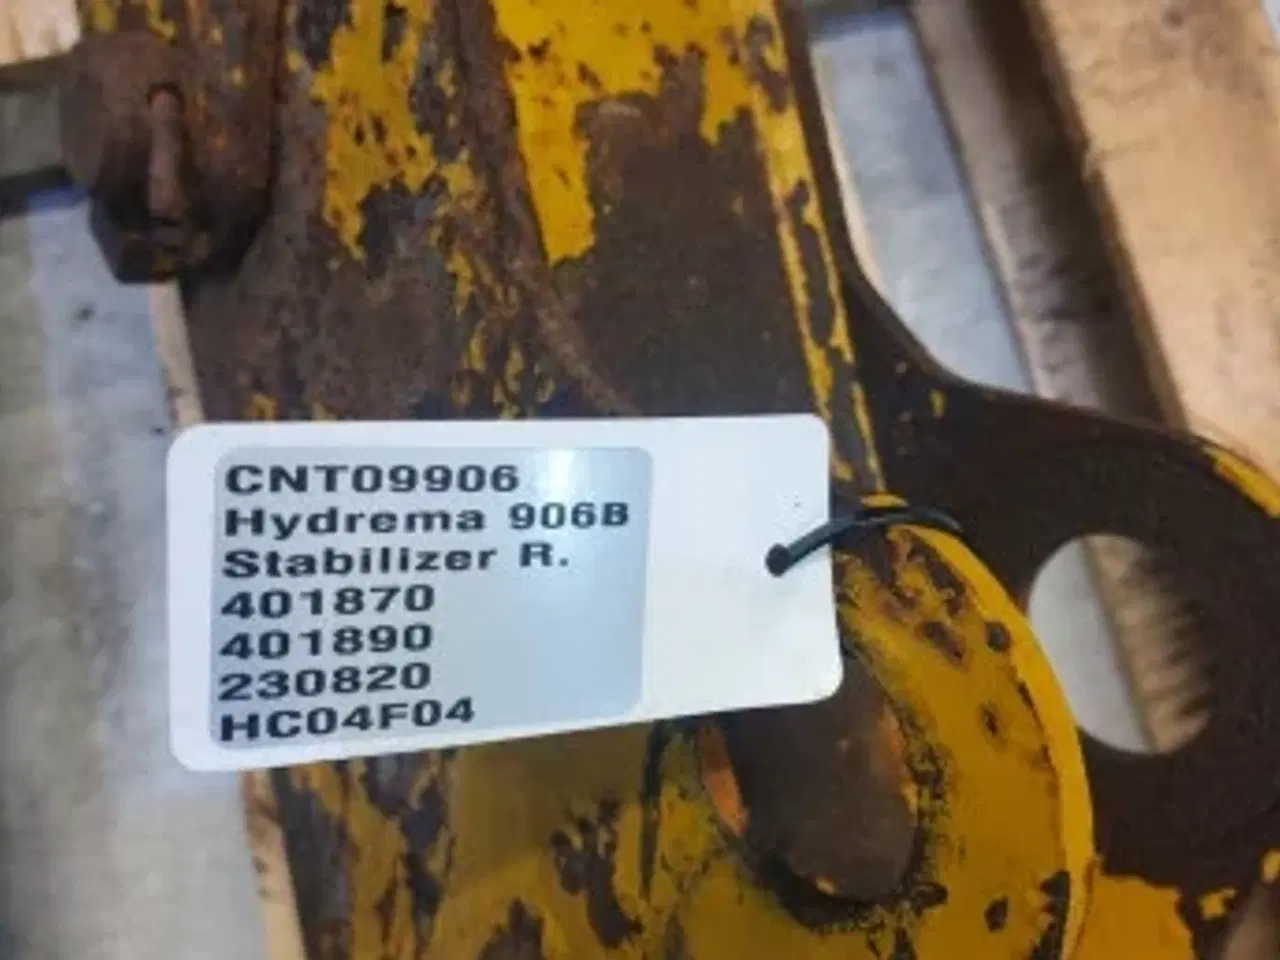 CNT09906
Hydrema 906B
Stabilizer R.
401870
401890
230820
HC04F04